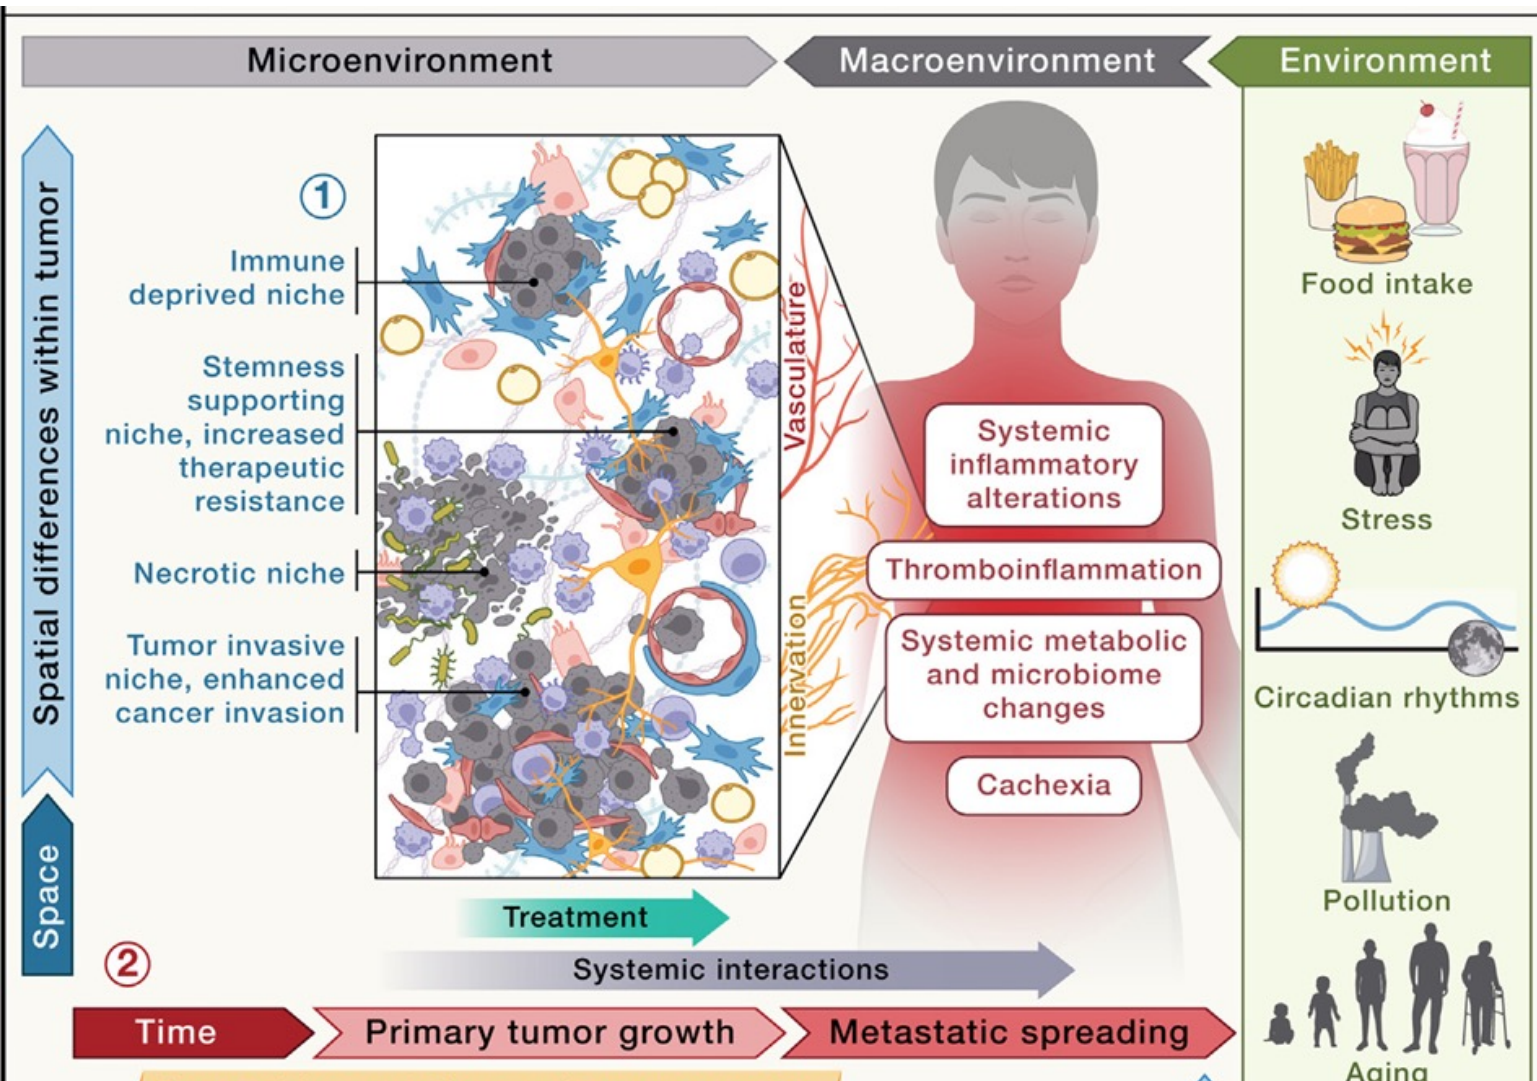 Microenvironment
Macroenvironment
Environment
Spatial differences within tumor
Space
1
Immune
deprived niche
Stemness
supporting
niche, increased
therapeutic
resistance
Necrotic niche
Tumor invasive
niche, enhanced
cancer invasion
Vasculature
Innervation
Systemic
inflammatory
alterations
Thromboinflammation
Systemic metabolic
and microbiome
changes
Cachexia
Food intake
Stress
Circadian rhythms
Pollution
Aging
Treatment
Systemic interactions
2
Time
Primary tumor growth
Metastatic spreading